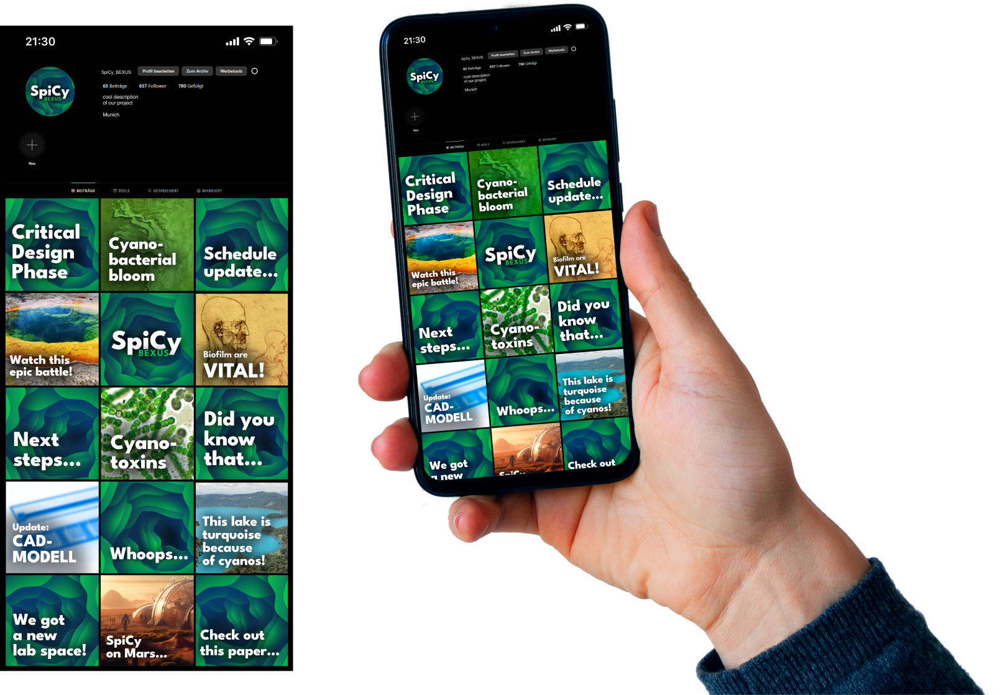 21:30
SpiCy
BEXUS
SpiCy_BEXUS Profil bearbeiten Zum Archiv Werbetools
65 Beiträge 657 Follower 780 Gefolgt
cool description
of our project
Munich
Neu
BEITRÄGE REELS GESPEICHERT MARKIERT
Critical
Design
Phase
Cyano-
bacterial
bloom
Schedule
update...
Watch this
epic battle!
SpiCy
BEXUS
Biofilm are
VITAL!
Next
steps...
Cyano-
toxins
Did you
know
that...
Update:
CAD-
MODELL
Whoops...
This lake is
turquoise
because
of cyanos!
We got
a new
lab space!
SpiCy
on Mars...
Check out
this paper...
21:30
SpiCy
BEXUS
SpiCy_BEXUS Profil bearbeiten Zum Archiv Werbetools
65 Beiträge 657 Follower 780 Gefolgt
cool description
of our project
Munich
Neu
BEITRÄGE REELS GESPEICHERT MARKIERT
Critical
Design
Phase
Cyano-
bacterial
bloom
Schedule
update...
Watch this
epic battle!
SpiCy
BEXUS
Biofilm are
VITAL!
Next
steps...
Cyano-
toxins
Did you
know
that...
Update:
CAD-
MODELL
Whoops...
This lake is
turquoise
because
of cyanos!
We got
a new
SpiCy
Check out